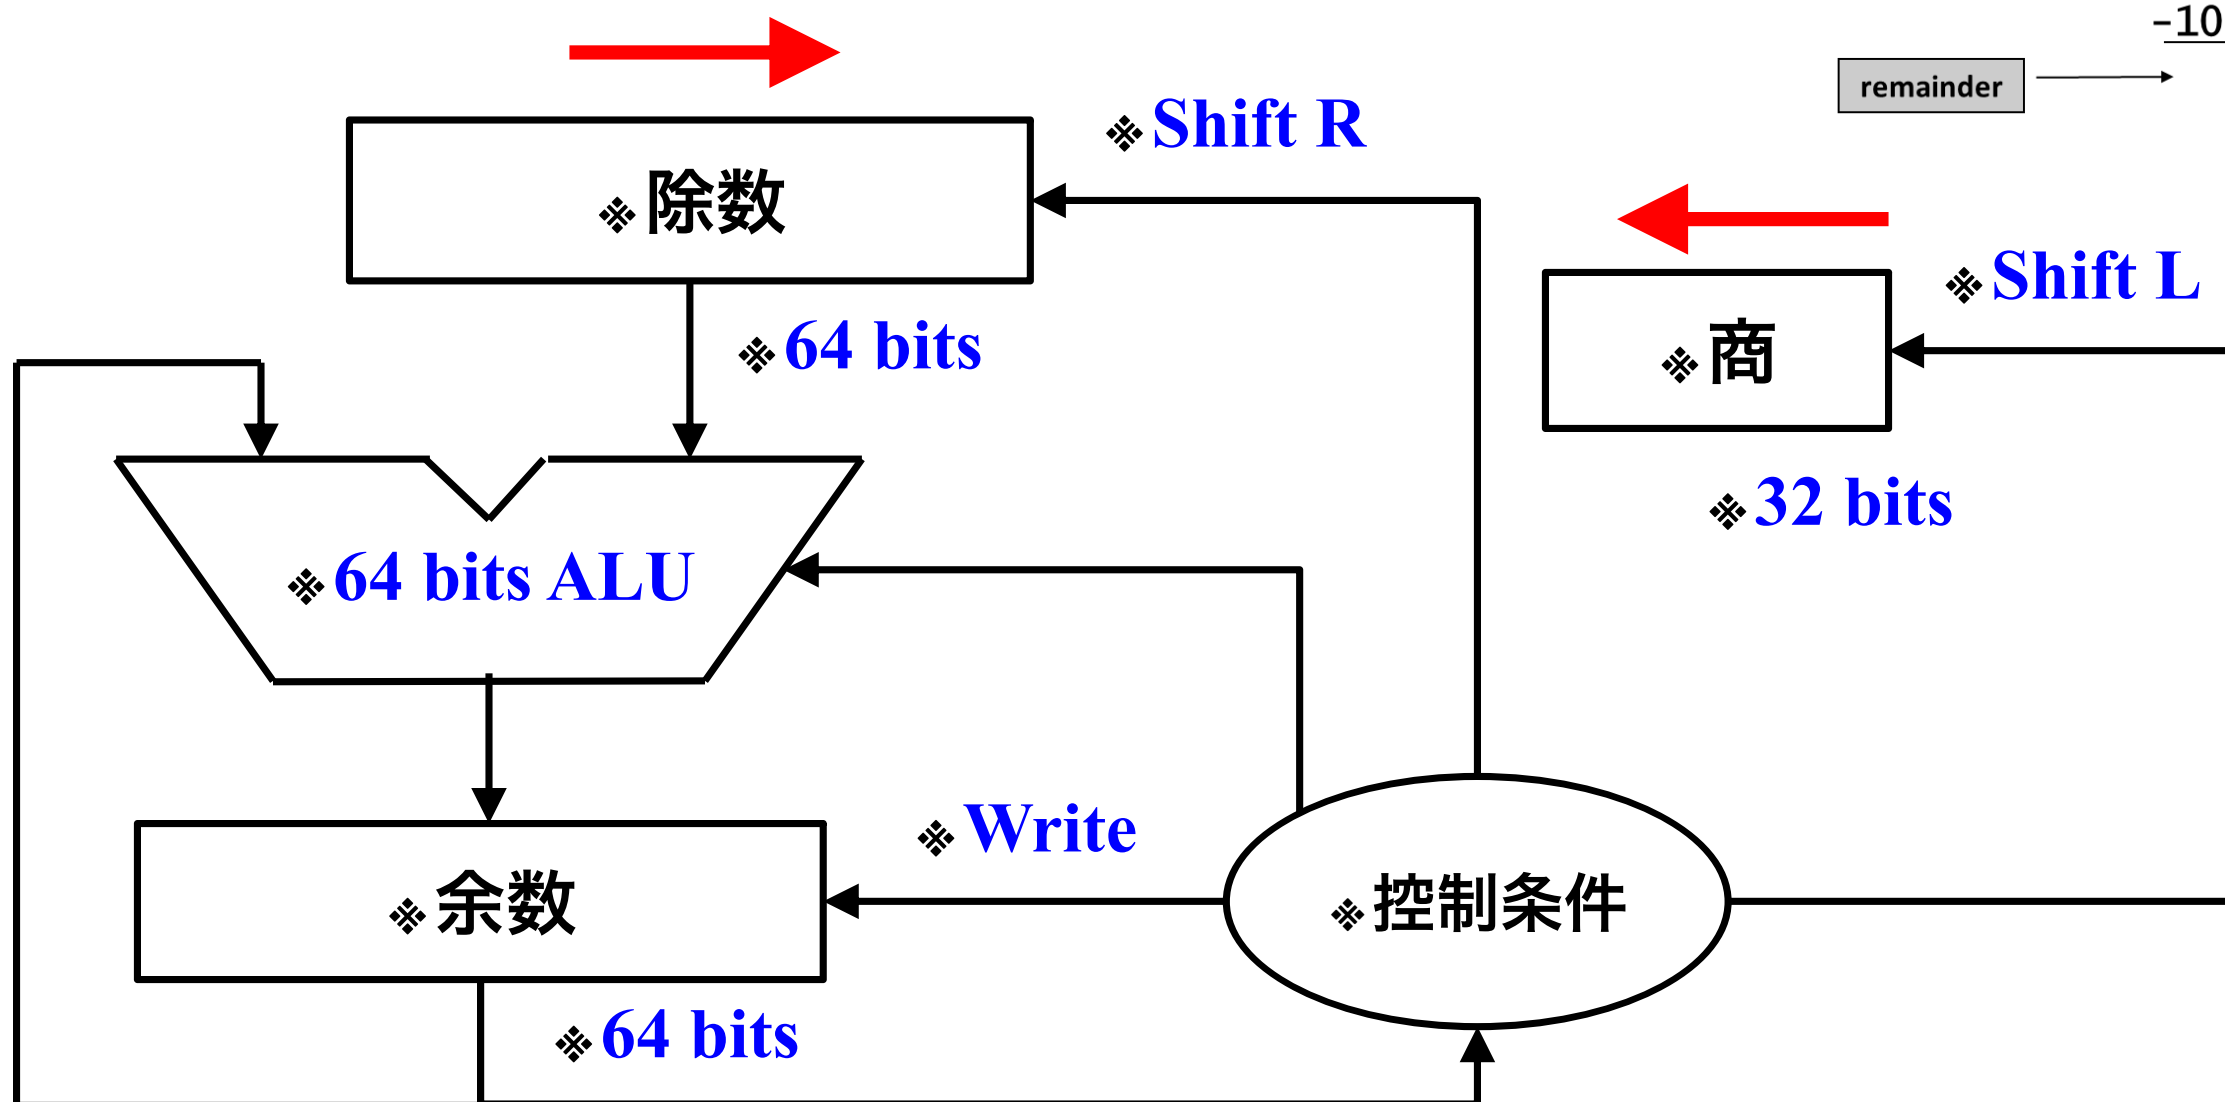 -10
remainder
❖ Shift R
❖ 除数
❖ Shift L
❖ 64 bits
❖ 商
❖ 32 bits
❖ 64 bits ALU
❖ Write
❖ 余数
❖ 控制条件
❖ 64 bits